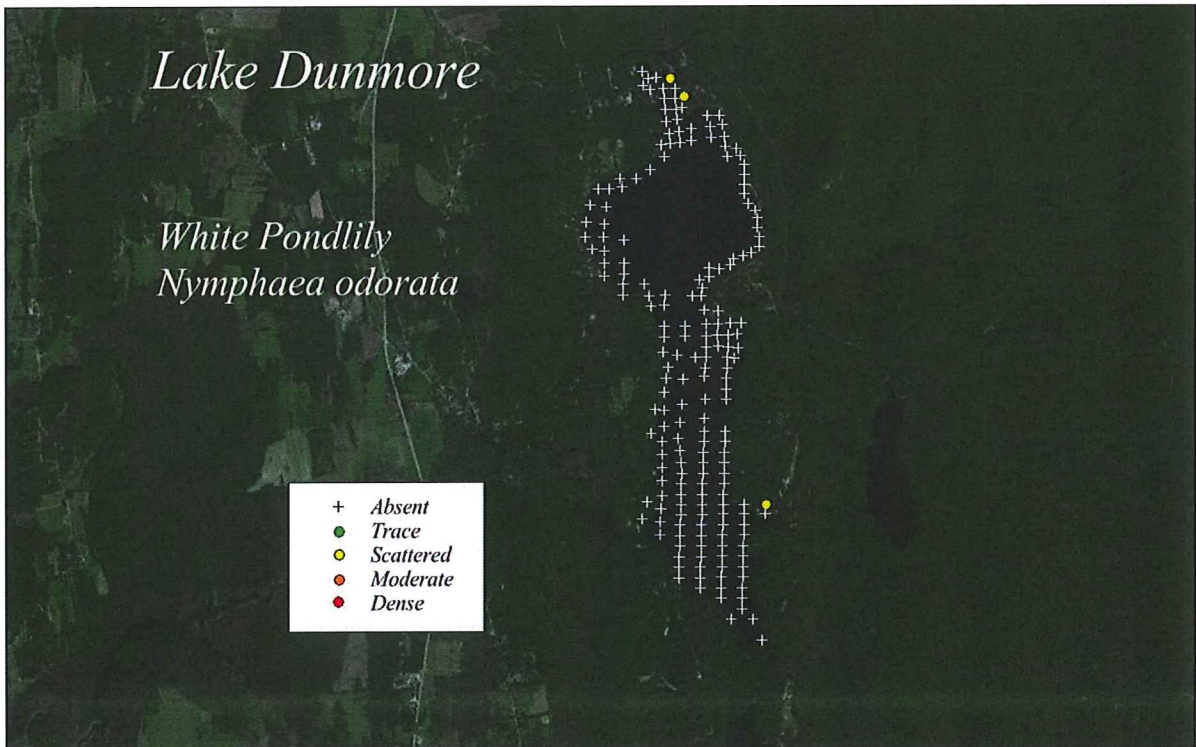 Lake Dunmore
White Pondlily
Nymphaea odorata
Absent
Trace
Scattered
Moderate
Dense